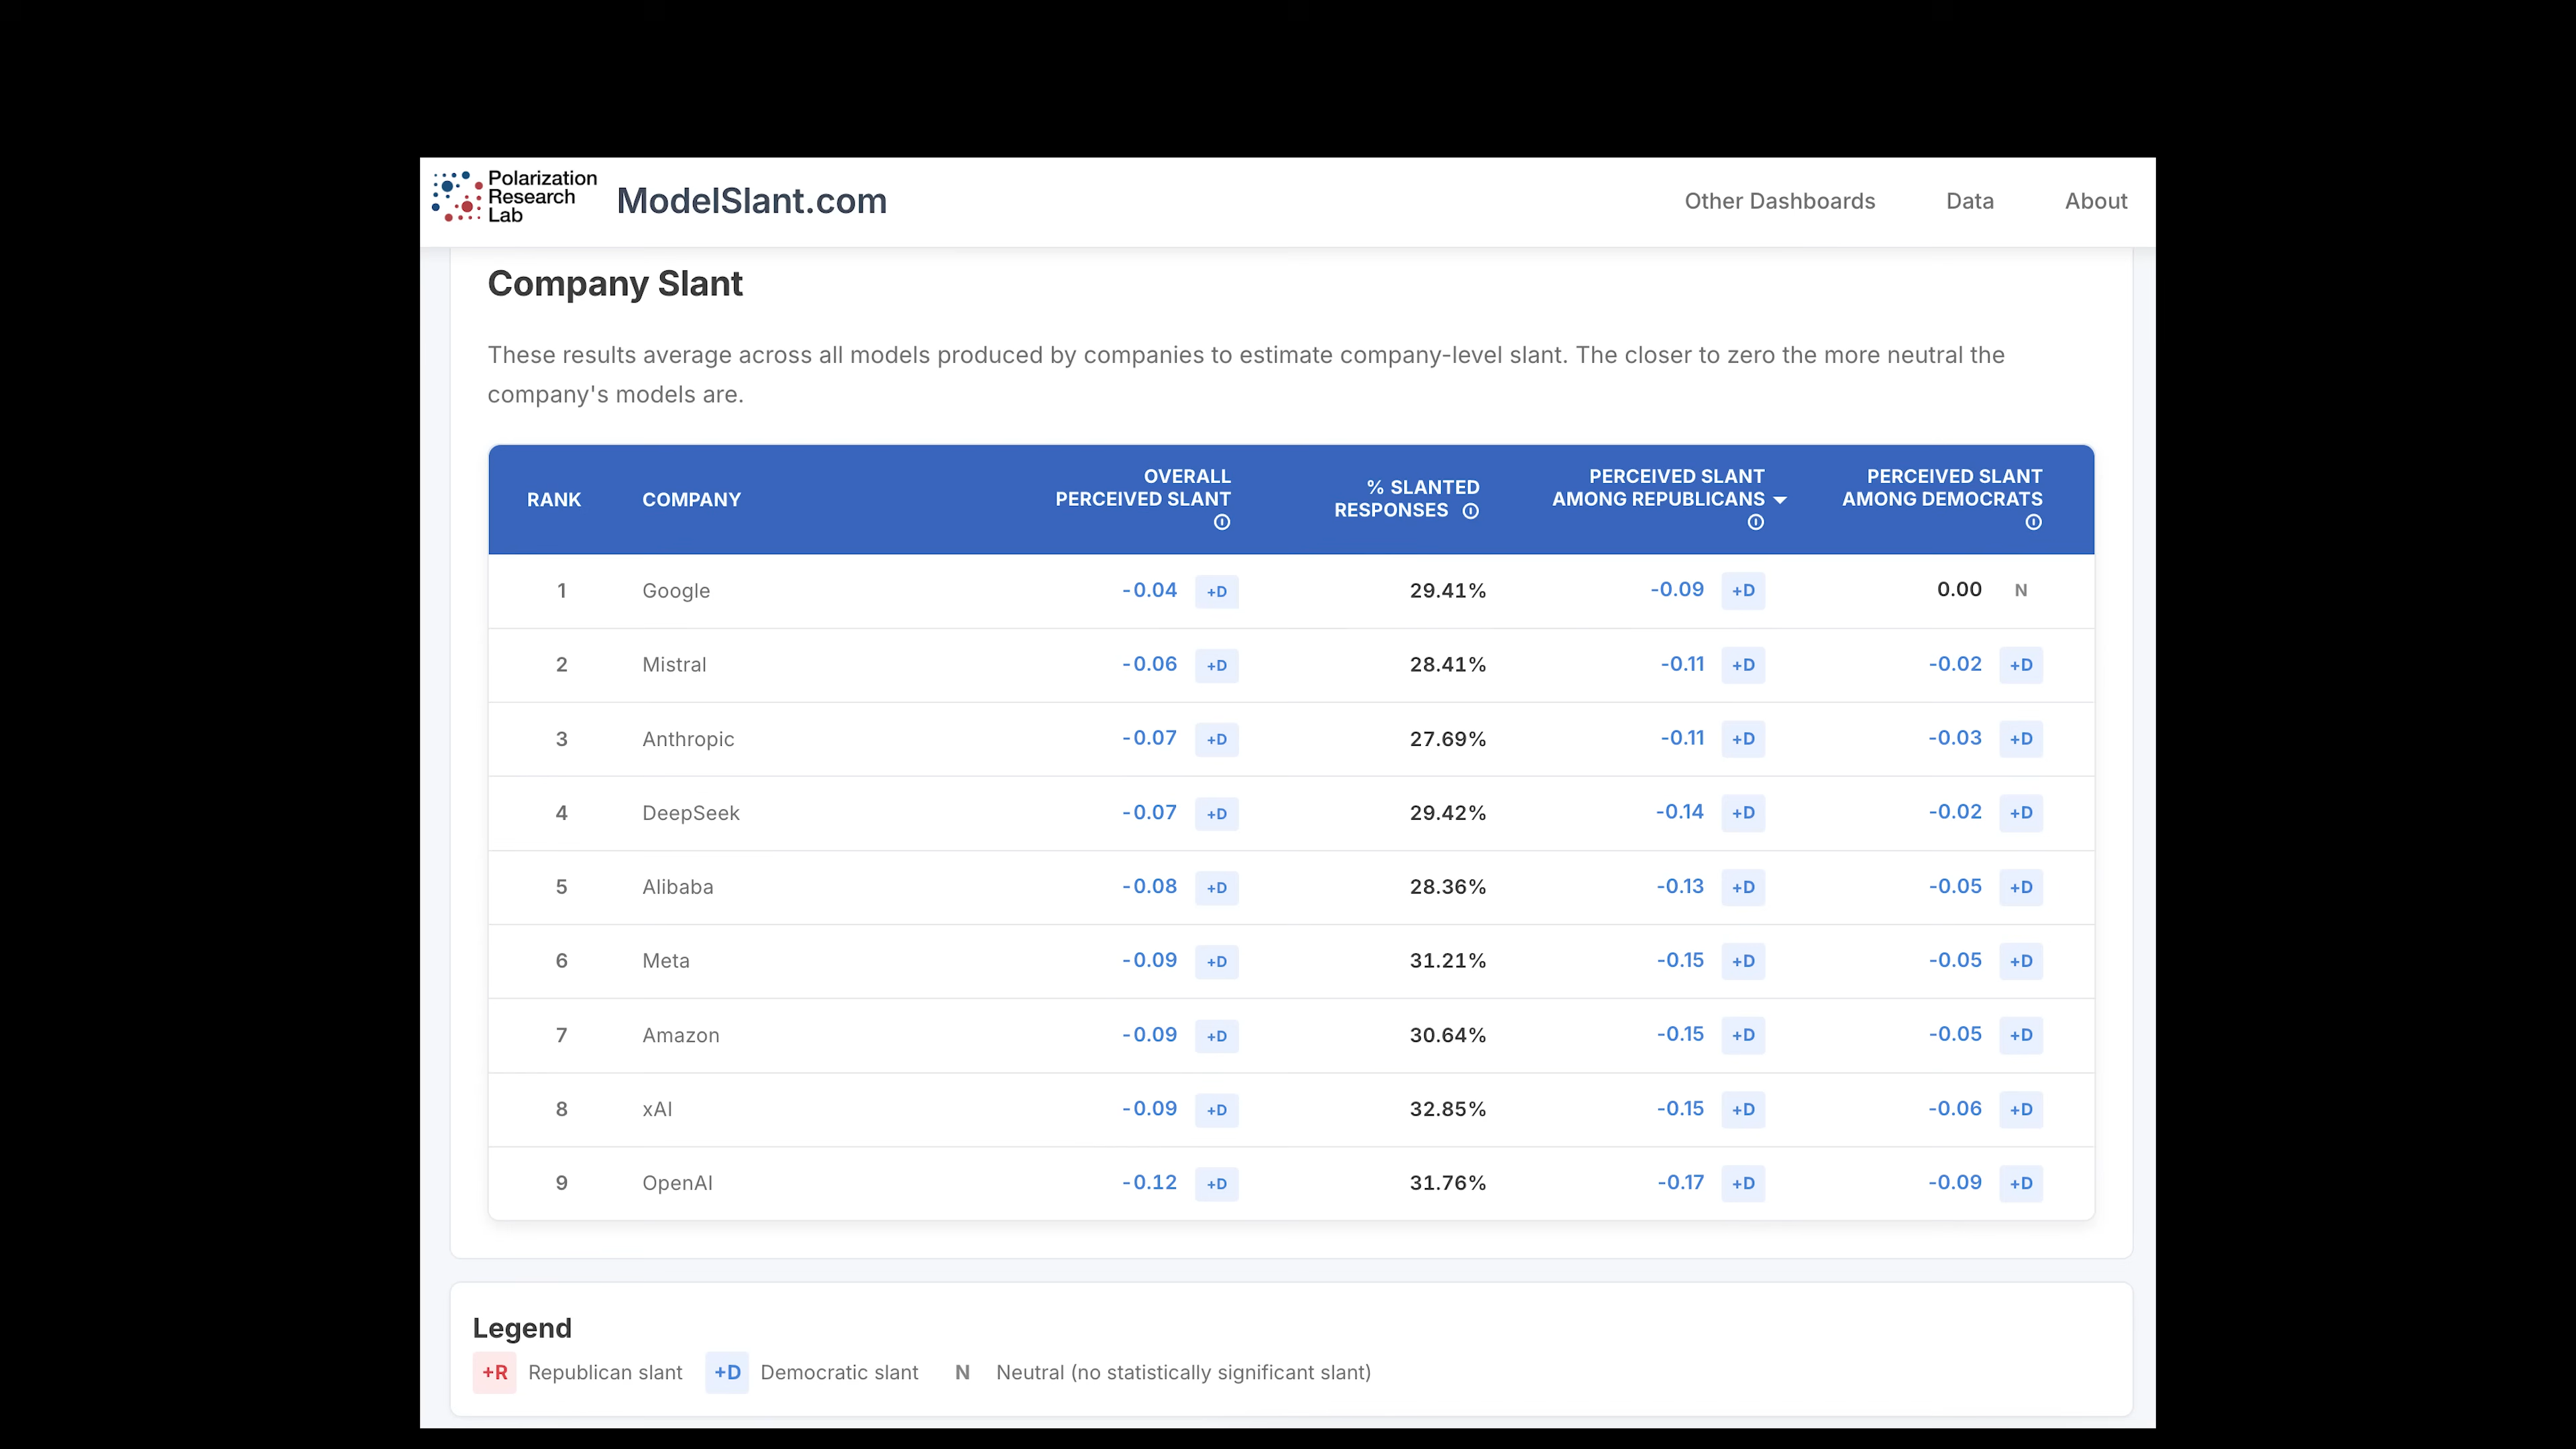 Polarization
Research
Lab
ModelSlant.com
Other Dashboards Data About
Company Slant
These results average across all models produced by companies to estimate company-level slant. The closer to zero the more neutral the
company's models are.
RANK COMPANY OVERALL PERCEIVED SLANT % SLANTED RESPONSES PERCEIVED SLANT AMONG REPUBLICANS PERCEIVED SLANT AMONG DEMOCRATS
1 Google -0.04 +D 29.41% -0.09 +D 0.00 N
2 Mistral -0.06 +D 28.41% -0.11 +D -0.02 +D
3 Anthropic -0.07 +D 27.69% -0.11 +D -0.03 +D
4 DeepSeek -0.07 +D 29.42% -0.14 +D -0.02 +D
5 Alibaba -0.08 +D 28.36% -0.13 +D -0.05 +D
6 Meta -0.09 +D 31.21% -0.15 +D -0.05 +D
7 Amazon -0.09 +D 30.64% -0.15 +D -0.05 +D
8 xAI -0.09 +D 32.85% -0.15 +D -0.06 +D
9 OpenAI -0.12 +D 31.76% -0.17 +D -0.09 +D
Legend
+R Republican slant +D Democratic slant N Neutral (no statistically significant slant)